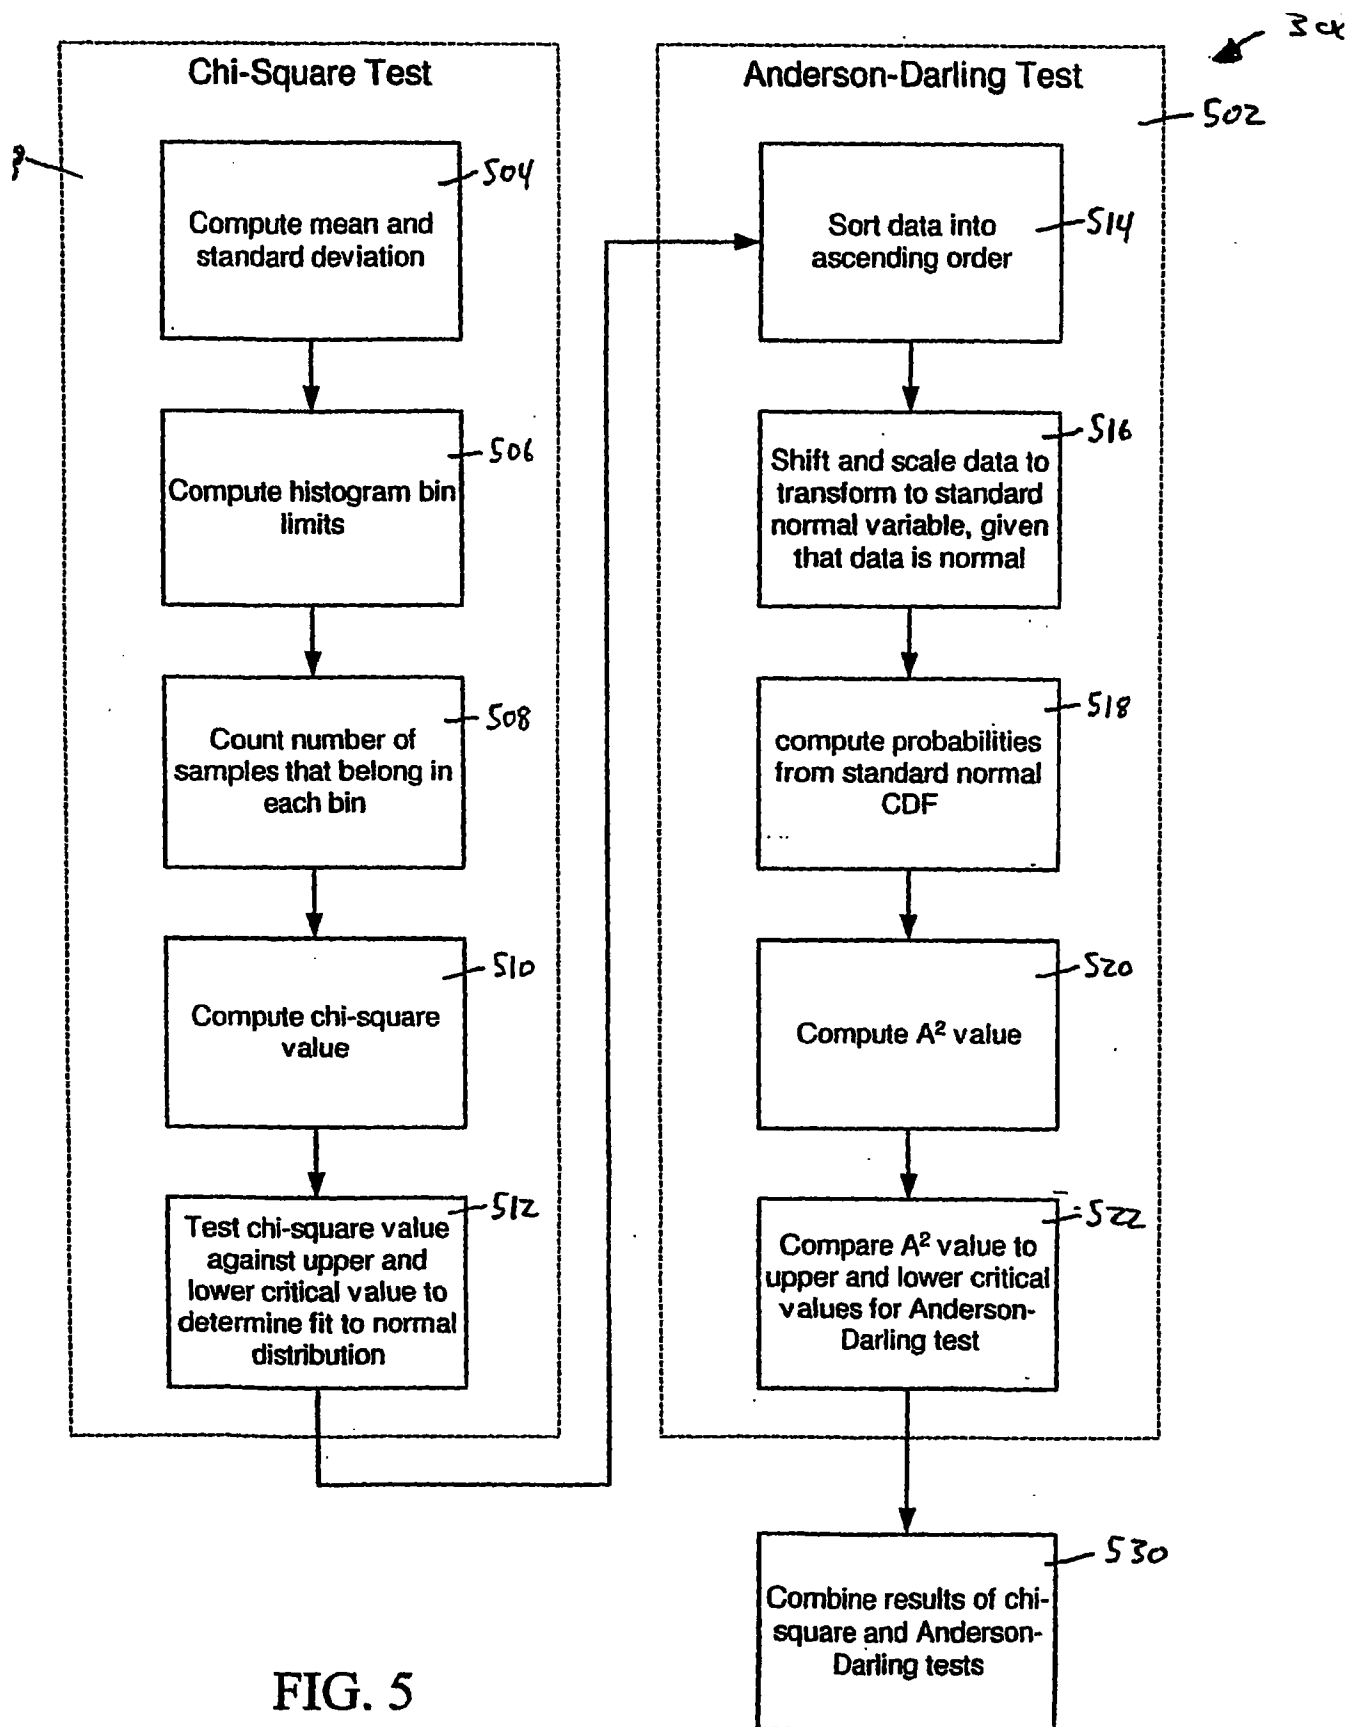 Chi-Square Test
504
Compute mean and
standard deviation
506
Compute histogram bin
limits
508
Count number of
samples that belong in
each bin
510
Compute chi-square
value
512
Test chi-square value
against upper and
lower critical value to
determine fit to normal
distribution
Anderson-Darling Test
502
514
Sort data into
ascending order
516
Shift and scale data to
transform to standard
normal variable, given
that data is normal
518
compute probabilities
from standard normal
CDF
520
Compute A² value
522
Compare A² value to
upper and lower critical
values for Anderson-
Darling test
530
Combine results of chi-
square and Anderson-
Darling tests
FIG. 5